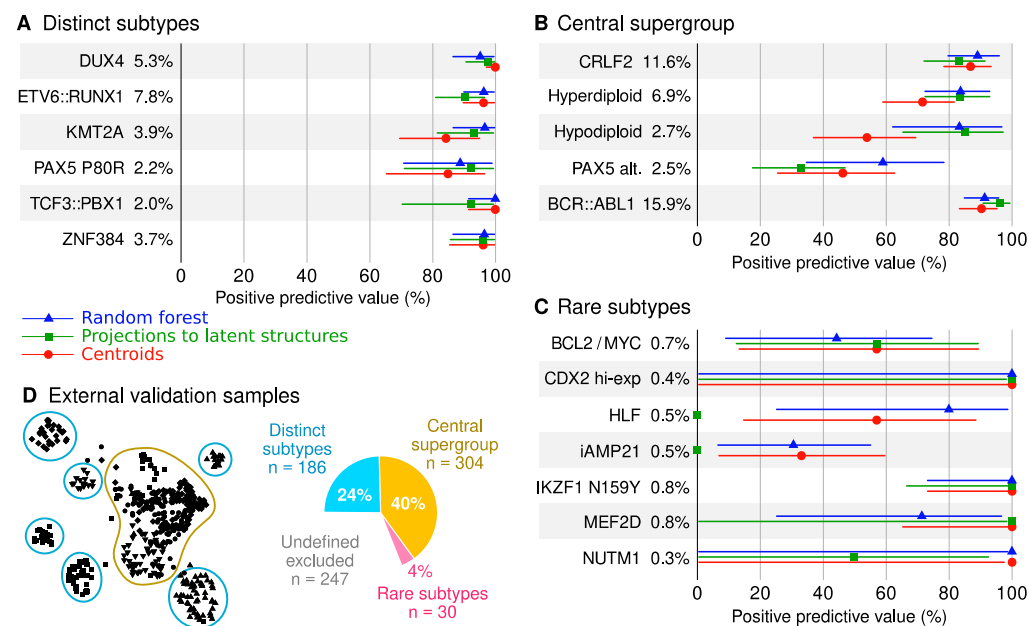 A Distinct subtypes
DUX4 5.3%
ETV6::RUNX1 7.8%
KMT2A 3.9%
PAX5 P80R 2.2%
TCF3::PBX1 2.0%
ZNF384 3.7%
0 20 40 60 80 100
Positive predictive value (%)
Random forest
Projections to latent structures
Centroids
B Central supergroup
CRLF2 11.6%
Hyperdiploid 6.9%
Hypodiploid 2.7%
PAX5 alt. 2.5%
BCR::ABL1 15.9%
0 20 40 60 80 100
Positive predictive value (%)
C Rare subtypes
BCL2 / MYC 0.7%
CDX2 hi-exp 0.4%
HLF 0.5%
iAMP21 0.5%
IKZF1 N159Y 0.8%
MEF2D 0.8%
NUTM1 0.3%
0 20 40 60 80 100
Positive predictive value (%)
D External validation samples
Distinct
subtypes
n = 186
Central
supergroup
n = 304
24%
40%
Undefined
excluded
n = 247
4%
Rare subtypes
n = 30